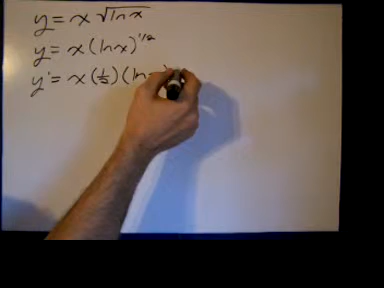 y = x √ln x
y = x (ln x)^1/2
y' = x (1/2) (ln